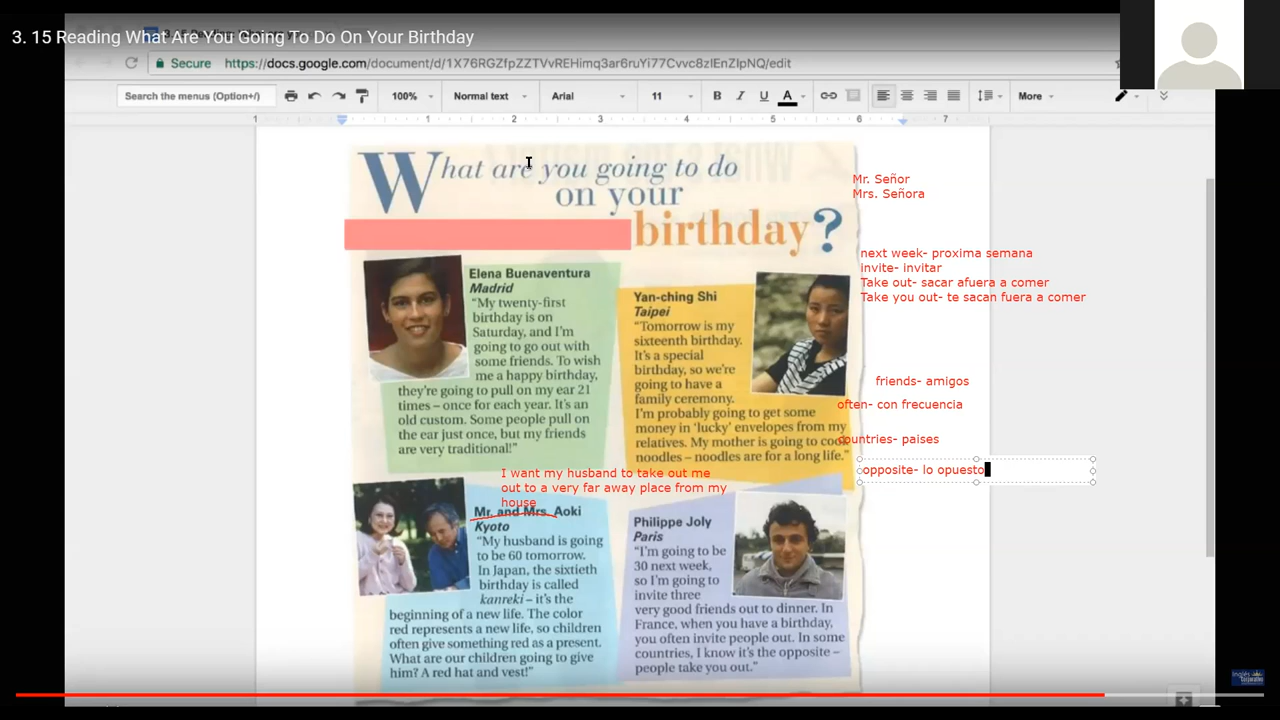 3. 15 Reading What Are You Going To Do On Your Birthday
Secure https://docs.google.com/document/d/1X76RGZfpZZTVvREHimq3ar6ruYi77Cvvc8zIEnZIpNQ/edit
Search the menus (Option+/) 100% Normal text Arial 11 B I U A More
1 1 2 3 4 5 6 7
What are you going to do
on your
birthday?
Mr. Señor
Mrs. Señora
next week- proxima semana
invite- invitar
Take out- sacar afuera a comer
Take you out- te sacan fuera a comer
friends- amigos
often- con frecuencia
countries- paises
opposite- lo opuesto
Elena Buenaventura
Madrid
"My twenty-first
birthday is on
Saturday, and I'm
going to go out with
some friends. To wish
me a happy birthday,
they're going to pull on my ear 21
times – once for each year. It's an
old custom. Some people pull on
the ear just once, but my friends
are very traditional!"
Yan-ching Shi
Taipei
"Tomorrow is my
sixteenth birthday.
It's a special
birthday, so we're
going to have a
family ceremony.
I'm probably going to get some
money in 'lucky' envelopes from my
relatives. My mother is going to cook
noodles – noodles are for a long life."
I want my husband to take out me
out to a very far away place from my
house
Mr. and Mrs. Aoki
Kyoto
"My husband is going
to be 60 tomorrow.
In Japan, the sixtieth
birthday is called
kanreki – it's the
beginning of a new life. The color
red represents a new life, so children
often give something red as a present.
What are our children going to give
him? A red hat and vest!"
Philippe Joly
Paris
"I'm going to be
30 next week,
so I'm going to
invite three
very good friends out to dinner. In
France, when you have a birthday,
you often invite people out. In some
countries, I know it's the opposite –
people take you out."